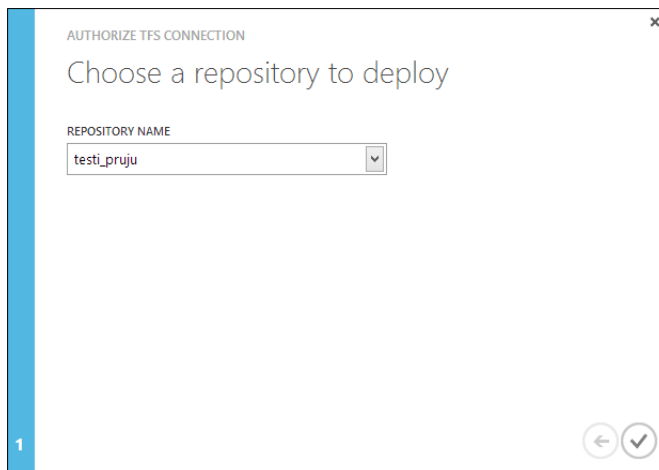 AUTHORIZE TFS CONNECTION
Choose a repository to deploy
REPOSITORY NAME
testi_pruju
1